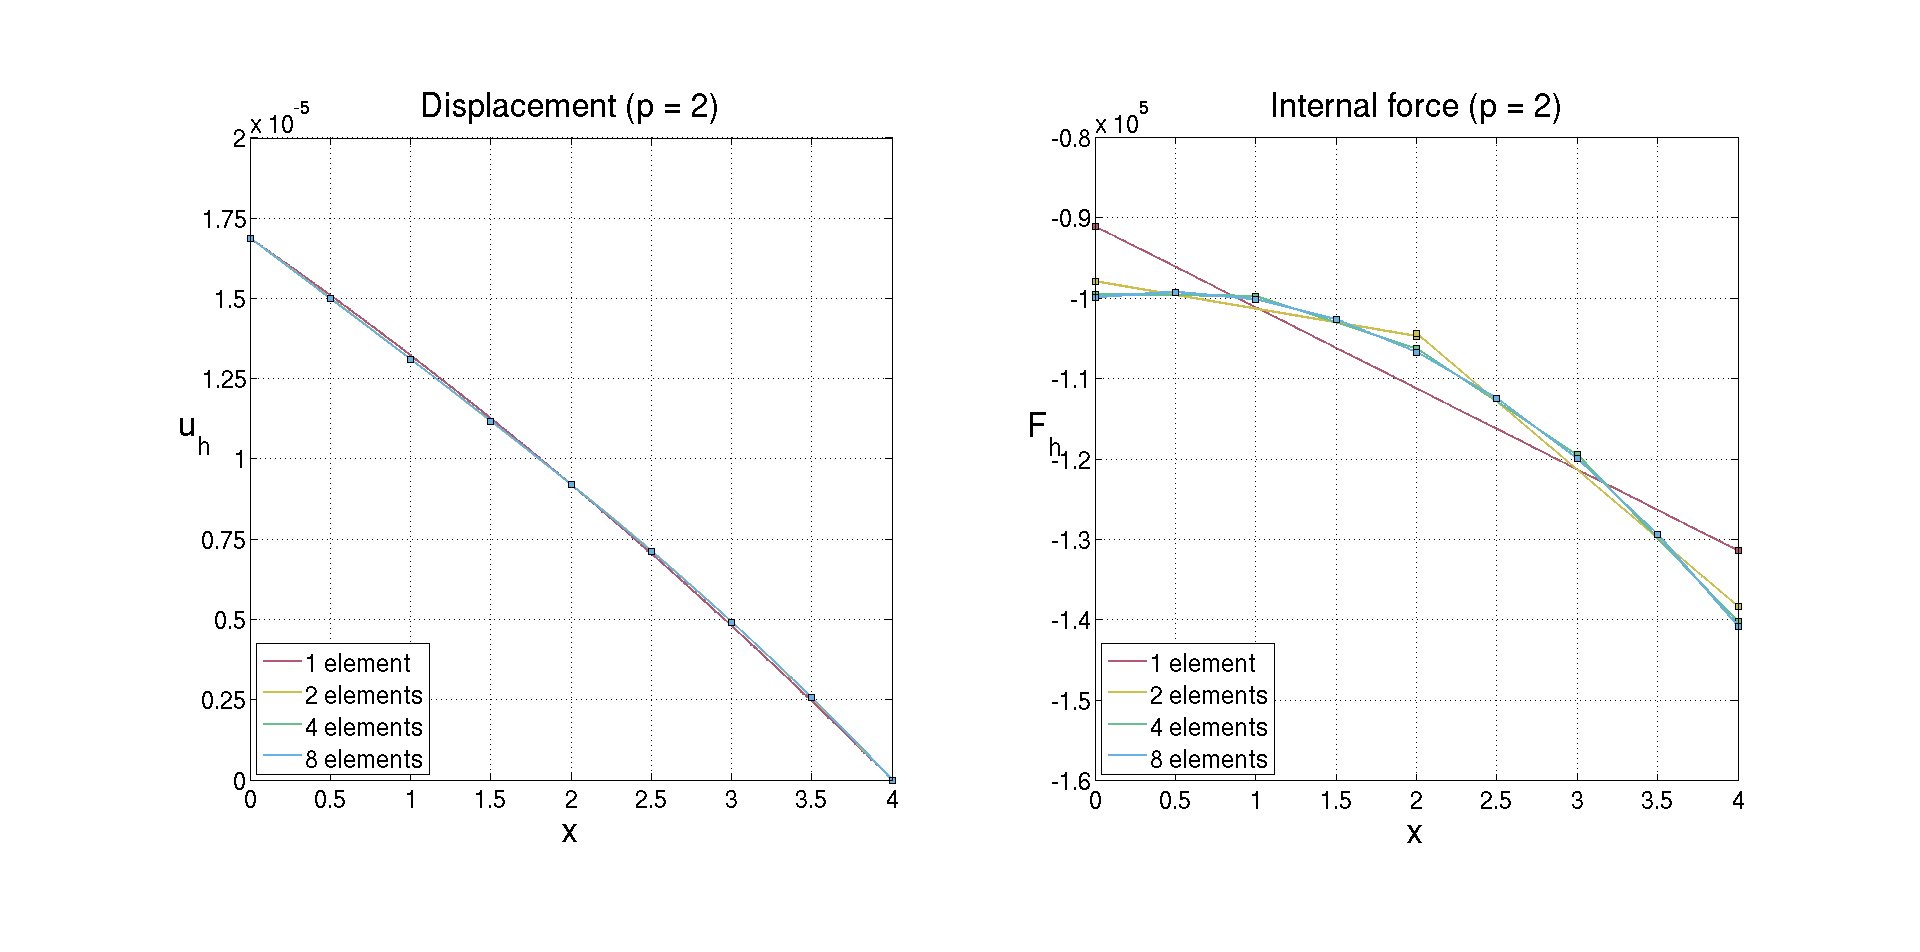 Displacement (p = 2)
x 10^-5
2
1.75
1.5
1.25
1
0.75
0.5
0.25
0
u_h
1 element
2 elements
4 elements
8 elements
0 0.5 1 1.5 2 2.5 3 3.5 4
x
Internal force (p = 2)
x 10^5
-0.8
-0.9
-1
-1.1
-1.2
-1.3
-1.4
-1.5
-1.6
F_h
1 element
2 elements
4 elements
8 elements
0 0.5 1 1.5 2 2.5 3 3.5 4
x